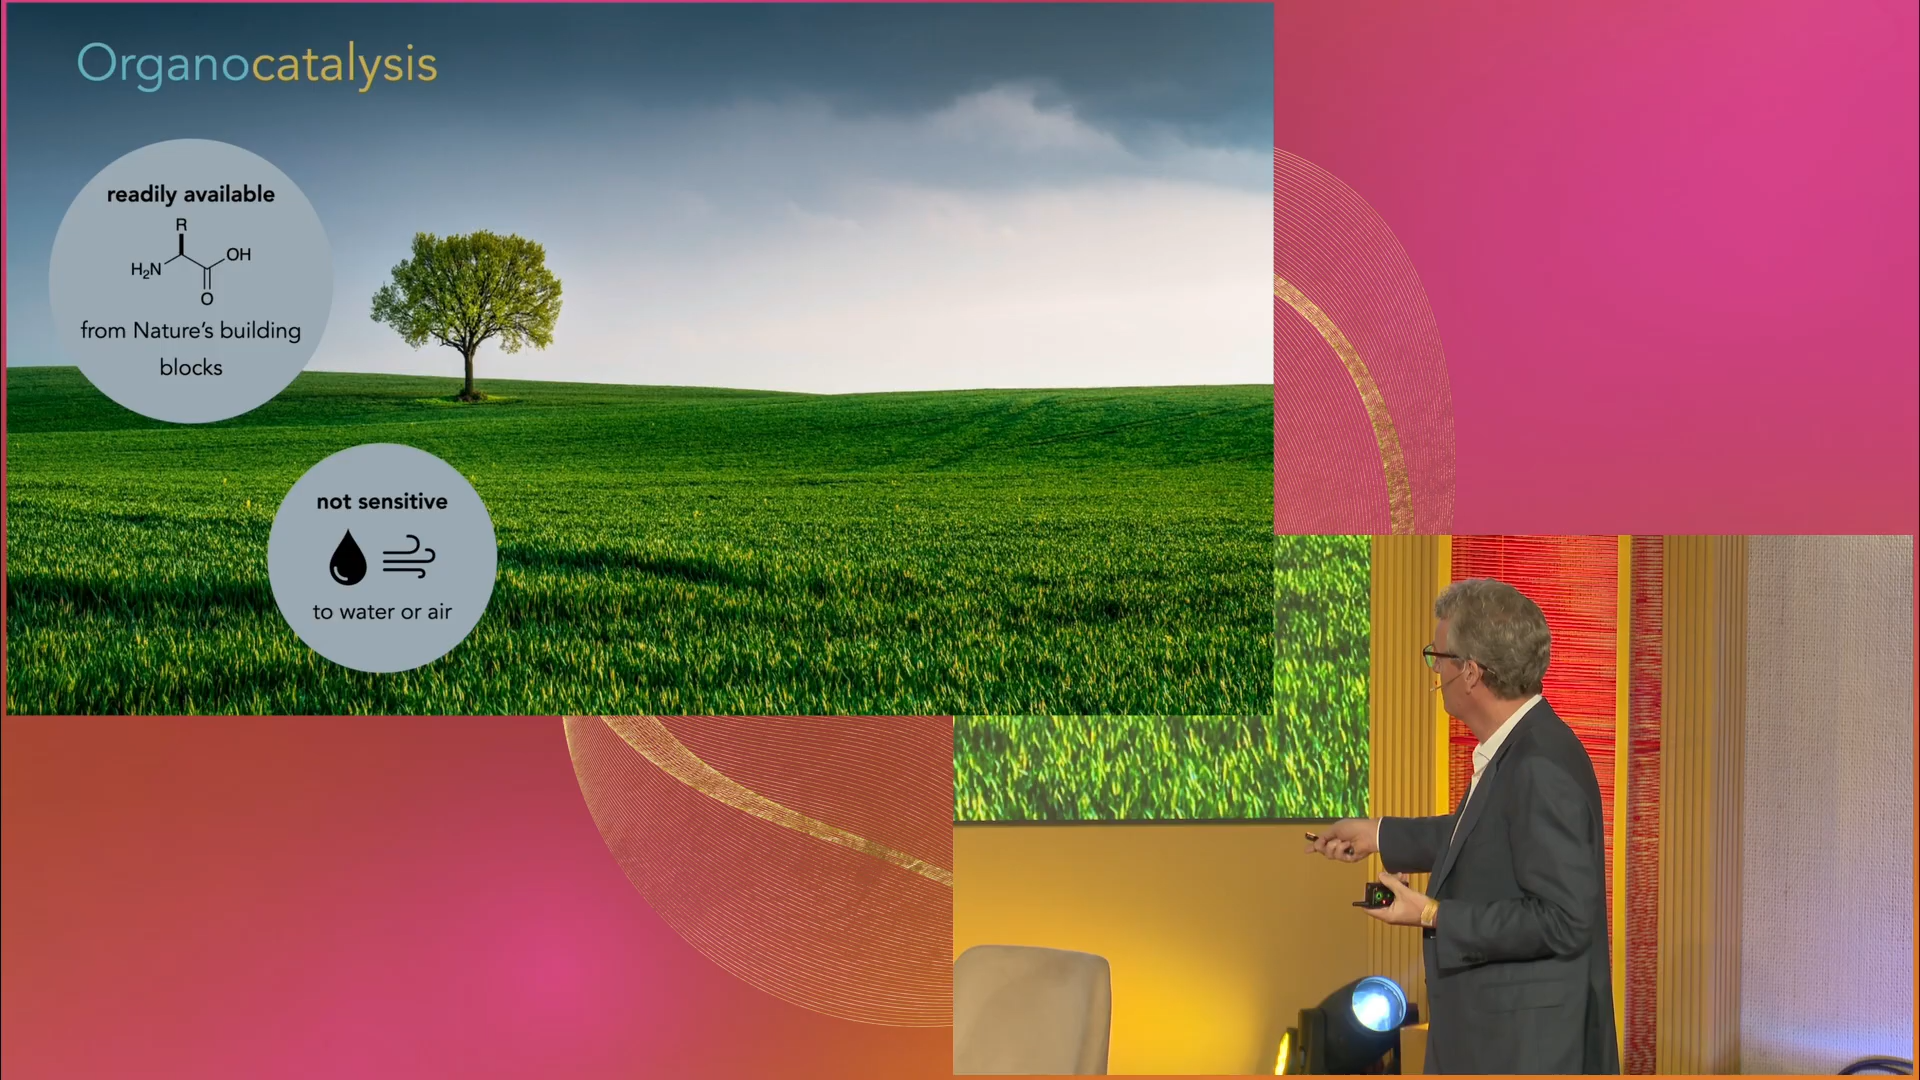 Organocatalysis
readily available
R
H₂N
OH
O
from Nature's building
blocks
not sensitive
to water or air